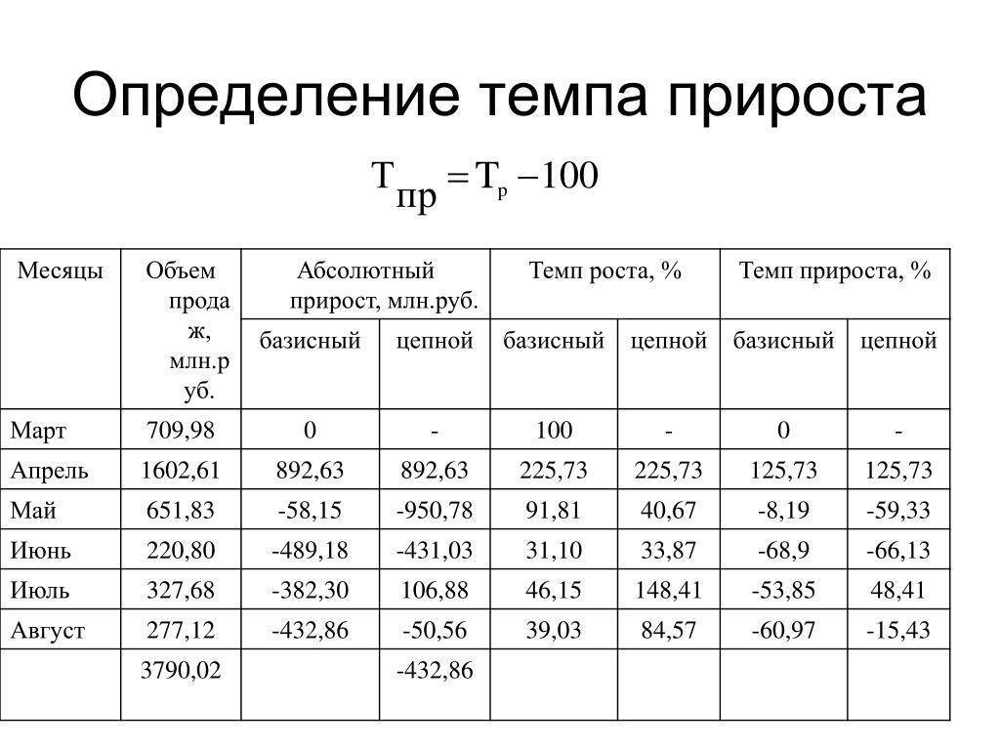 Определение темпа прироста
Tпр = Tр −100
Месяцы Объем прода ж, млн.р уб. Абсолютный прирост, млн.руб. Темп роста, % Темп прироста, %
базисный цепной базисный цепной базисный цепной
Март 709,98 0 - 100 - 0 -
Апрель 1602,61 892,63 892,63 225,73 225,73 125,73 125,73
Май 651,83 -58,15 -950,78 91,81 40,67 -8,19 -59,33
Июнь 220,80 -489,18 -431,03 31,10 33,87 -68,9 -66,13
Июль 327,68 -382,30 106,88 46,15 148,41 -53,85 48,41
Август 277,12 -432,86 -50,56 39,03 84,57 -60,97 -15,43
3790,02 -432,86